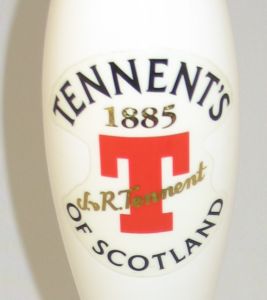 TENNENT'S
1885
T
R. Tennent
OF SCOTLAND